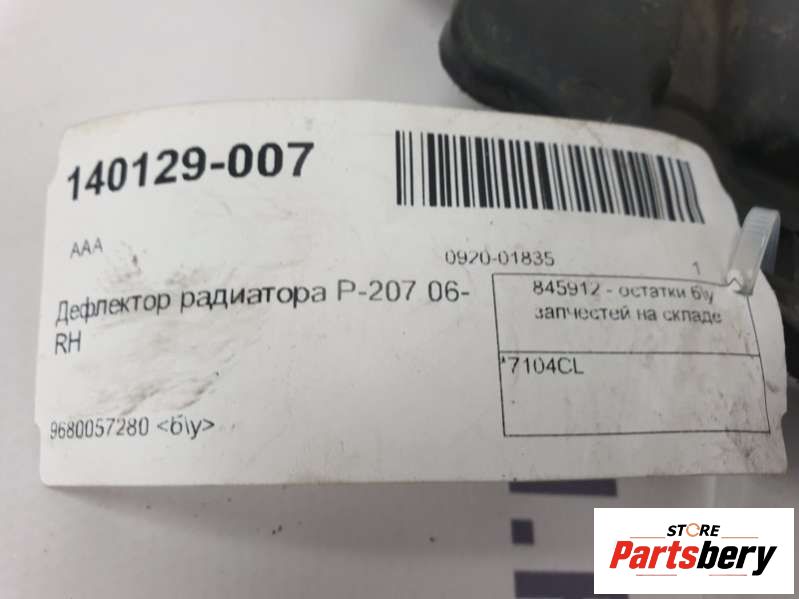 140129-007
AAA
0920-01835
1
Дефлектор радиатора P-207 06-
RH
845912 - остатки б\у
запчестей на складе
*7104CL
9680057280 <б\у>
STORE
Partsbery